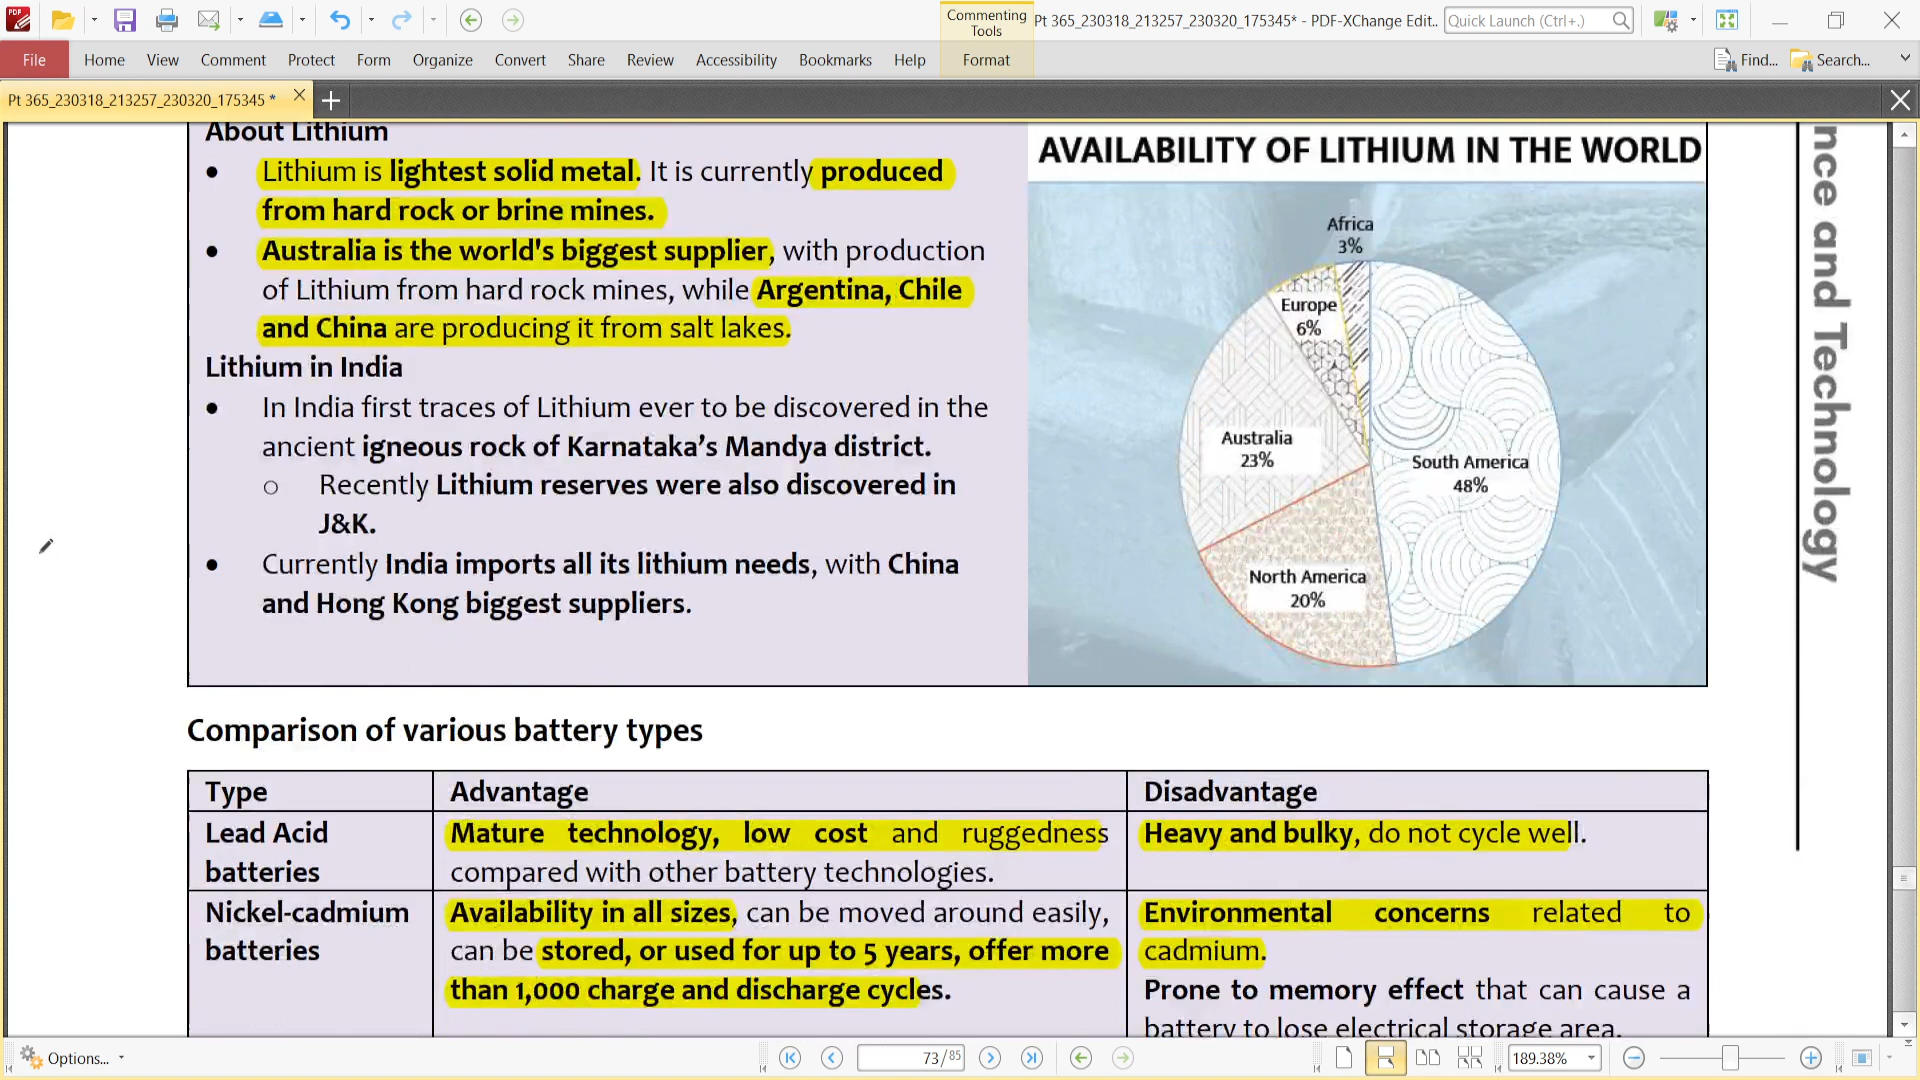 Commenting Tools
Pt 365_230318_213257_230320_175345* - PDF-XChange Edit..
Quick Launch (Ctrl+.)
File Home View Comment Protect Form Organize Convert Share Review Accessibility Bookmarks Help Format
Find... Search...
Pt 365_230318_213257_230320_175345 *
About Lithium
• Lithium is lightest solid metal. It is currently produced
from hard rock or brine mines.
• Australia is the world's biggest supplier, with production
of Lithium from hard rock mines, while Argentina, Chile
and China are producing it from salt lakes.
Lithium in India
• In India first traces of Lithium ever to be discovered in the
ancient igneous rock of Karnataka's Mandya district.
o Recently Lithium reserves were also discovered in
J&K.
• Currently India imports all its lithium needs, with China
and Hong Kong biggest suppliers.
AVAILABILITY OF LITHIUM IN THE WORLD
Africa
3%
Europe
6%
Australia
23%
South America
48%
North America
20%
nce and Technology
Comparison of various battery types
Type Advantage Disadvantage
Lead Acid
batteries
Mature technology, low cost and ruggedness
compared with other battery technologies.
Heavy and bulky, do not cycle well.
Nickel-cadmium
batteries
Availability in all sizes, can be moved around easily,
can be stored, or used for up to 5 years, offer more
than 1,000 charge and discharge cycles.
Environmental concerns related to
cadmium.
Prone to memory effect that can cause a
battery to lose electrical storage area.
Options...
73/85
189.38%